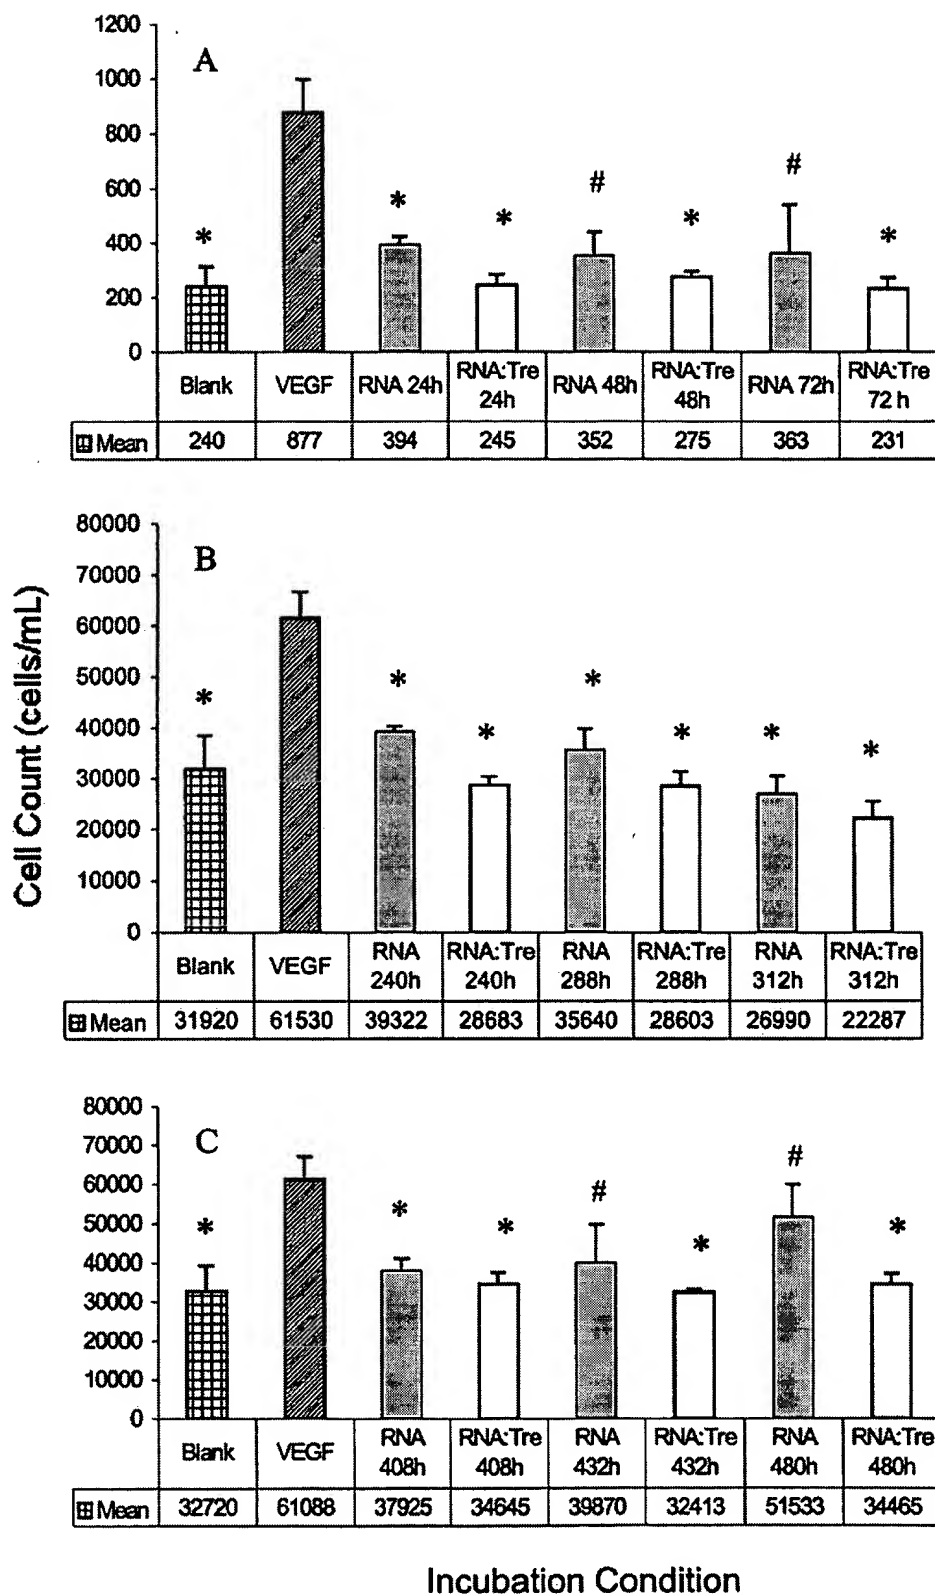 1200
A
1000
800
600
400
200
0
* # * * # * *
Blank VEGF RNA 24h RNA:Tre 24h RNA 48h RNA:Tre 48h RNA 72h RNA:Tre 72 h
Mean 240 877 394 245 352 275 363 231
80000
B
70000
60000
50000
40000
30000
20000
10000
0
* * * * * * *
Blank VEGF RNA 240h RNA:Tre 240h RNA 288h RNA:Tre 288h RNA 312h RNA:Tre 312h
Mean 31920 61530 39322 28683 35640 28603 26990 22287
Cell Count (cells/mL)
80000
C
70000
60000
50000
40000
30000
20000
10000
0
* * * # * # *
Blank VEGF RNA 408h RNA:Tre 408h RNA 432h RNA:Tre 432h RNA 480h RNA:Tre 480h
Mean 32720 61088 37925 34645 39870 32413 51533 34465
Incubation Condition